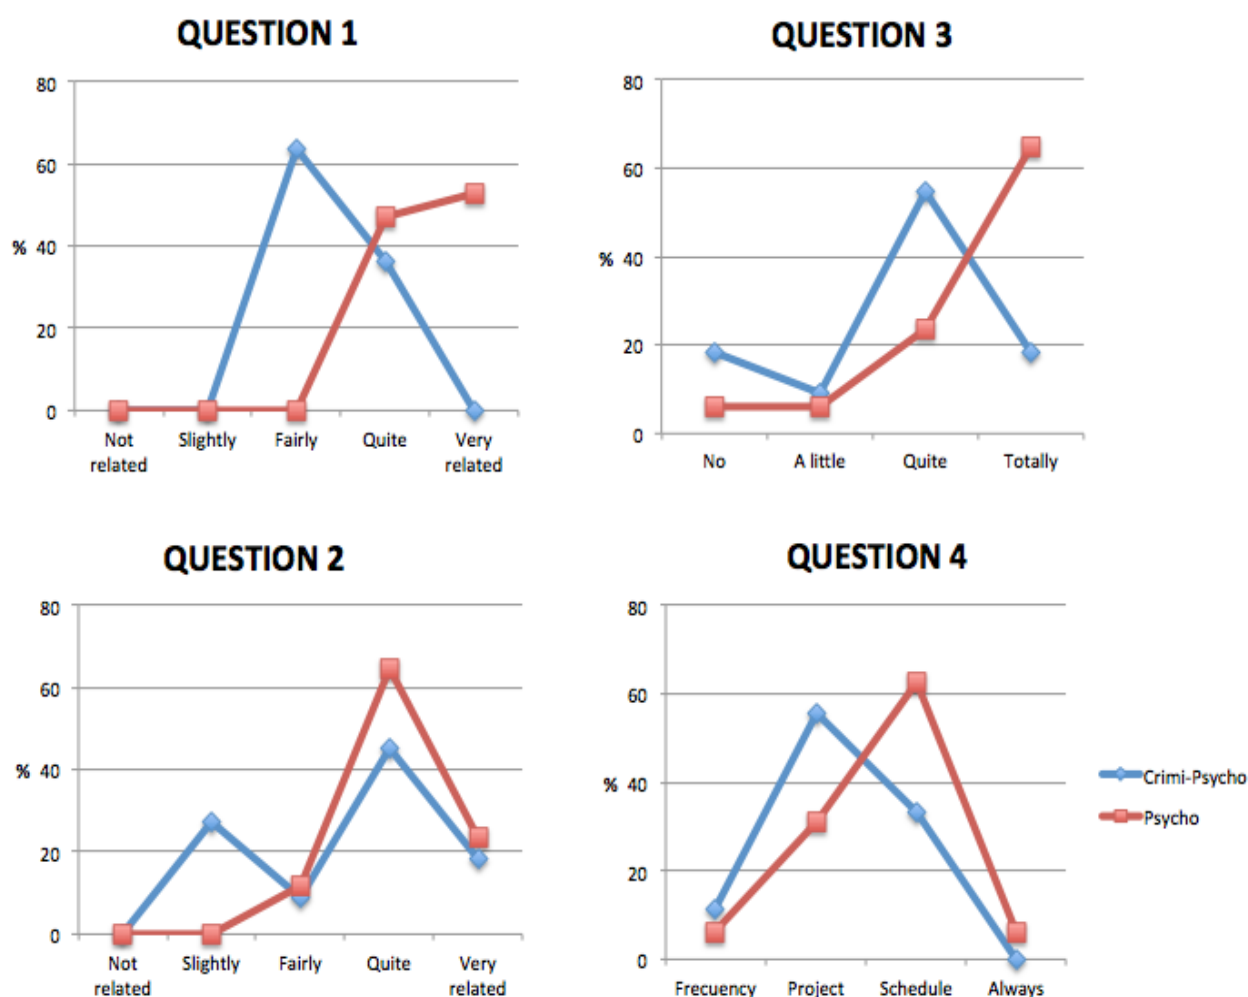 QUESTION 1
80
60
% 40
20
0
Not related
Slightly
Fairly
Quite
Very related
QUESTION 3
80
60
% 40
20
0
No
A little
Quite
Totally
QUESTION 2
80
60
% 40
20
0
Not related
Slightly
Fairly
Quite
Very related
QUESTION 4
80
60
% 40
20
0
Frecuency
Project
Schedule
Always
Crimi-Psycho
Psycho